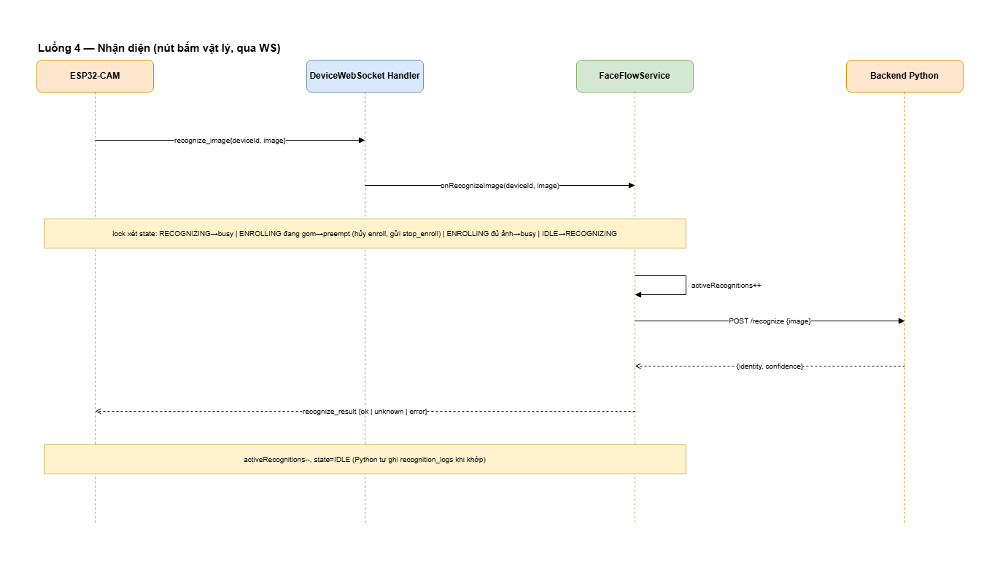 Luồng 4 — Nhận diện (nút bấm vật lý, qua WS)
ESP32-CAM
DeviceWebSocket Handler
FaceFlowService
Backend Python
recognize_image{deviceId, image}
onRecognizeImage(deviceId, image)
lock xét state: RECOGNIZING→busy | ENROLLING đang gom→preempt (hủy enroll, gửi stop_enroll) | ENROLLING đủ ảnh→busy | IDLE→RECOGNIZING
activeRecognitions++
POST /recognize {image}
{identity, confidence}
recognize_result {ok | unknown | error}
activeRecognitions--, state=IDLE (Python tự ghi recognition_logs khi khớp)